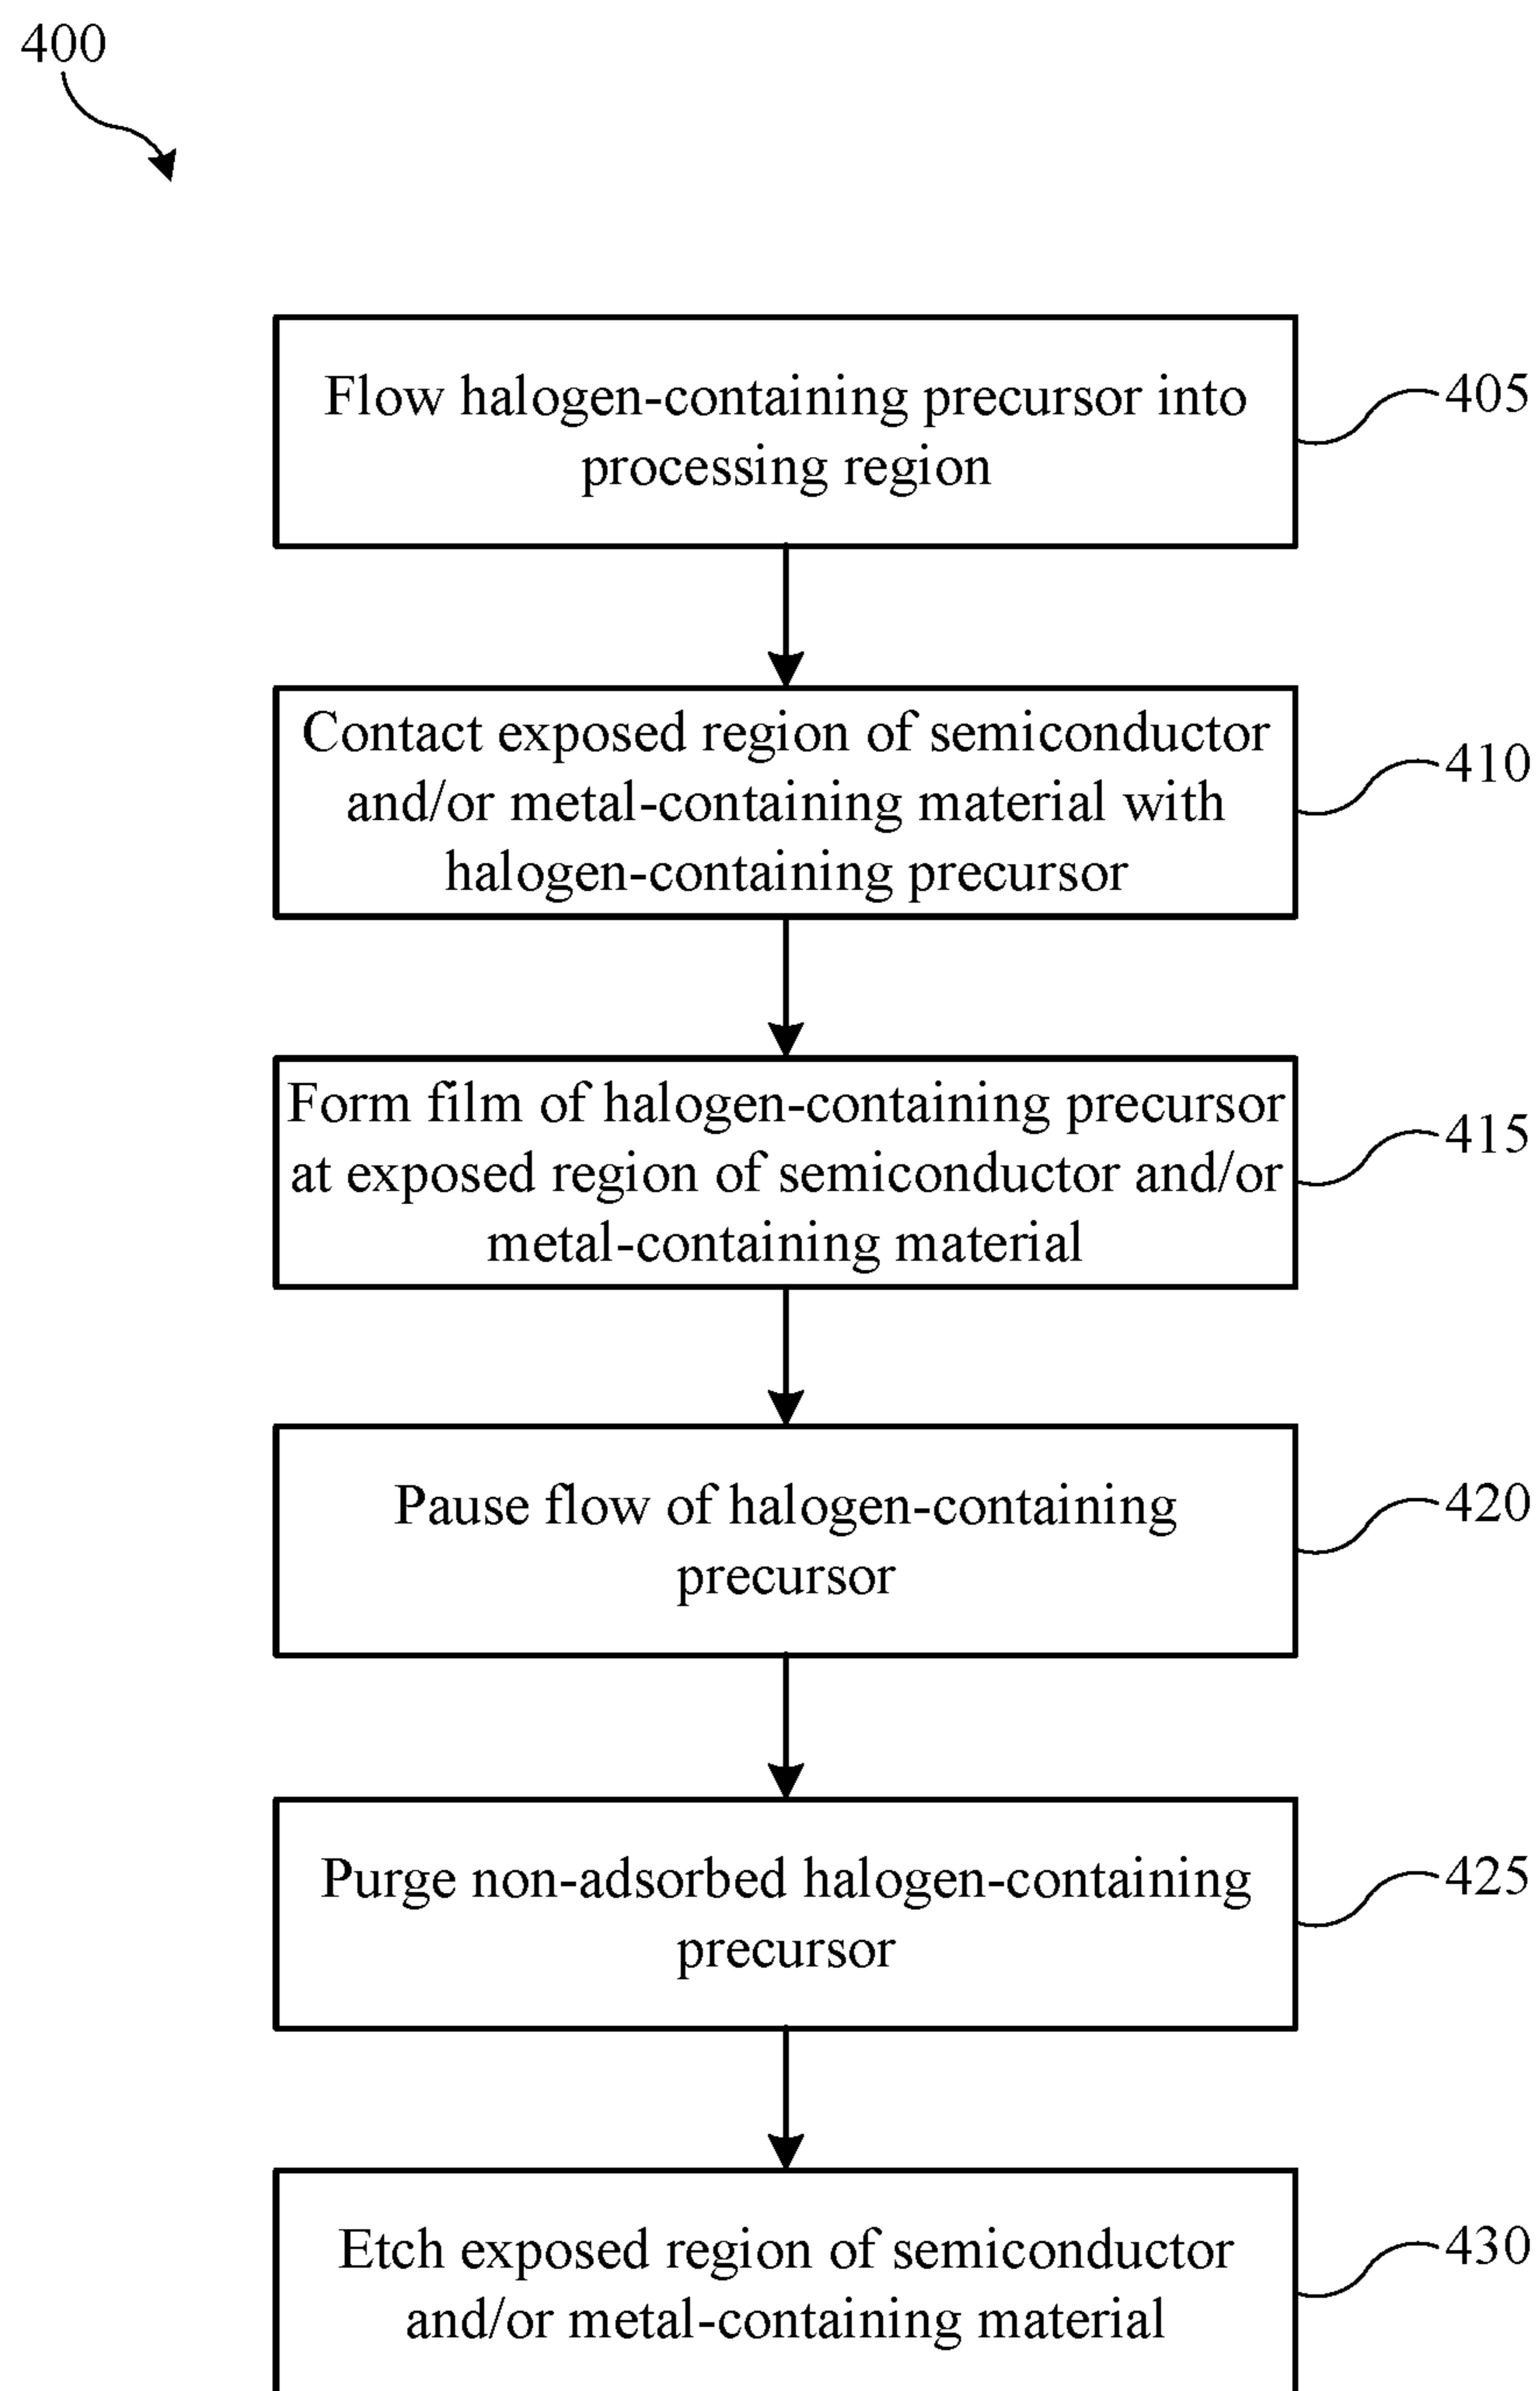 400
Flow halogen-containing precursor into
processing region
405
Contact exposed region of semiconductor
and/or metal-containing material with
halogen-containing precursor
410
Form film of halogen-containing precursor
at exposed region of semiconductor and/or
metal-containing material
415
Pause flow of halogen-containing
precursor
420
Purge non-adsorbed halogen-containing
precursor
425
Etch exposed region of semiconductor
and/or metal-containing material
430